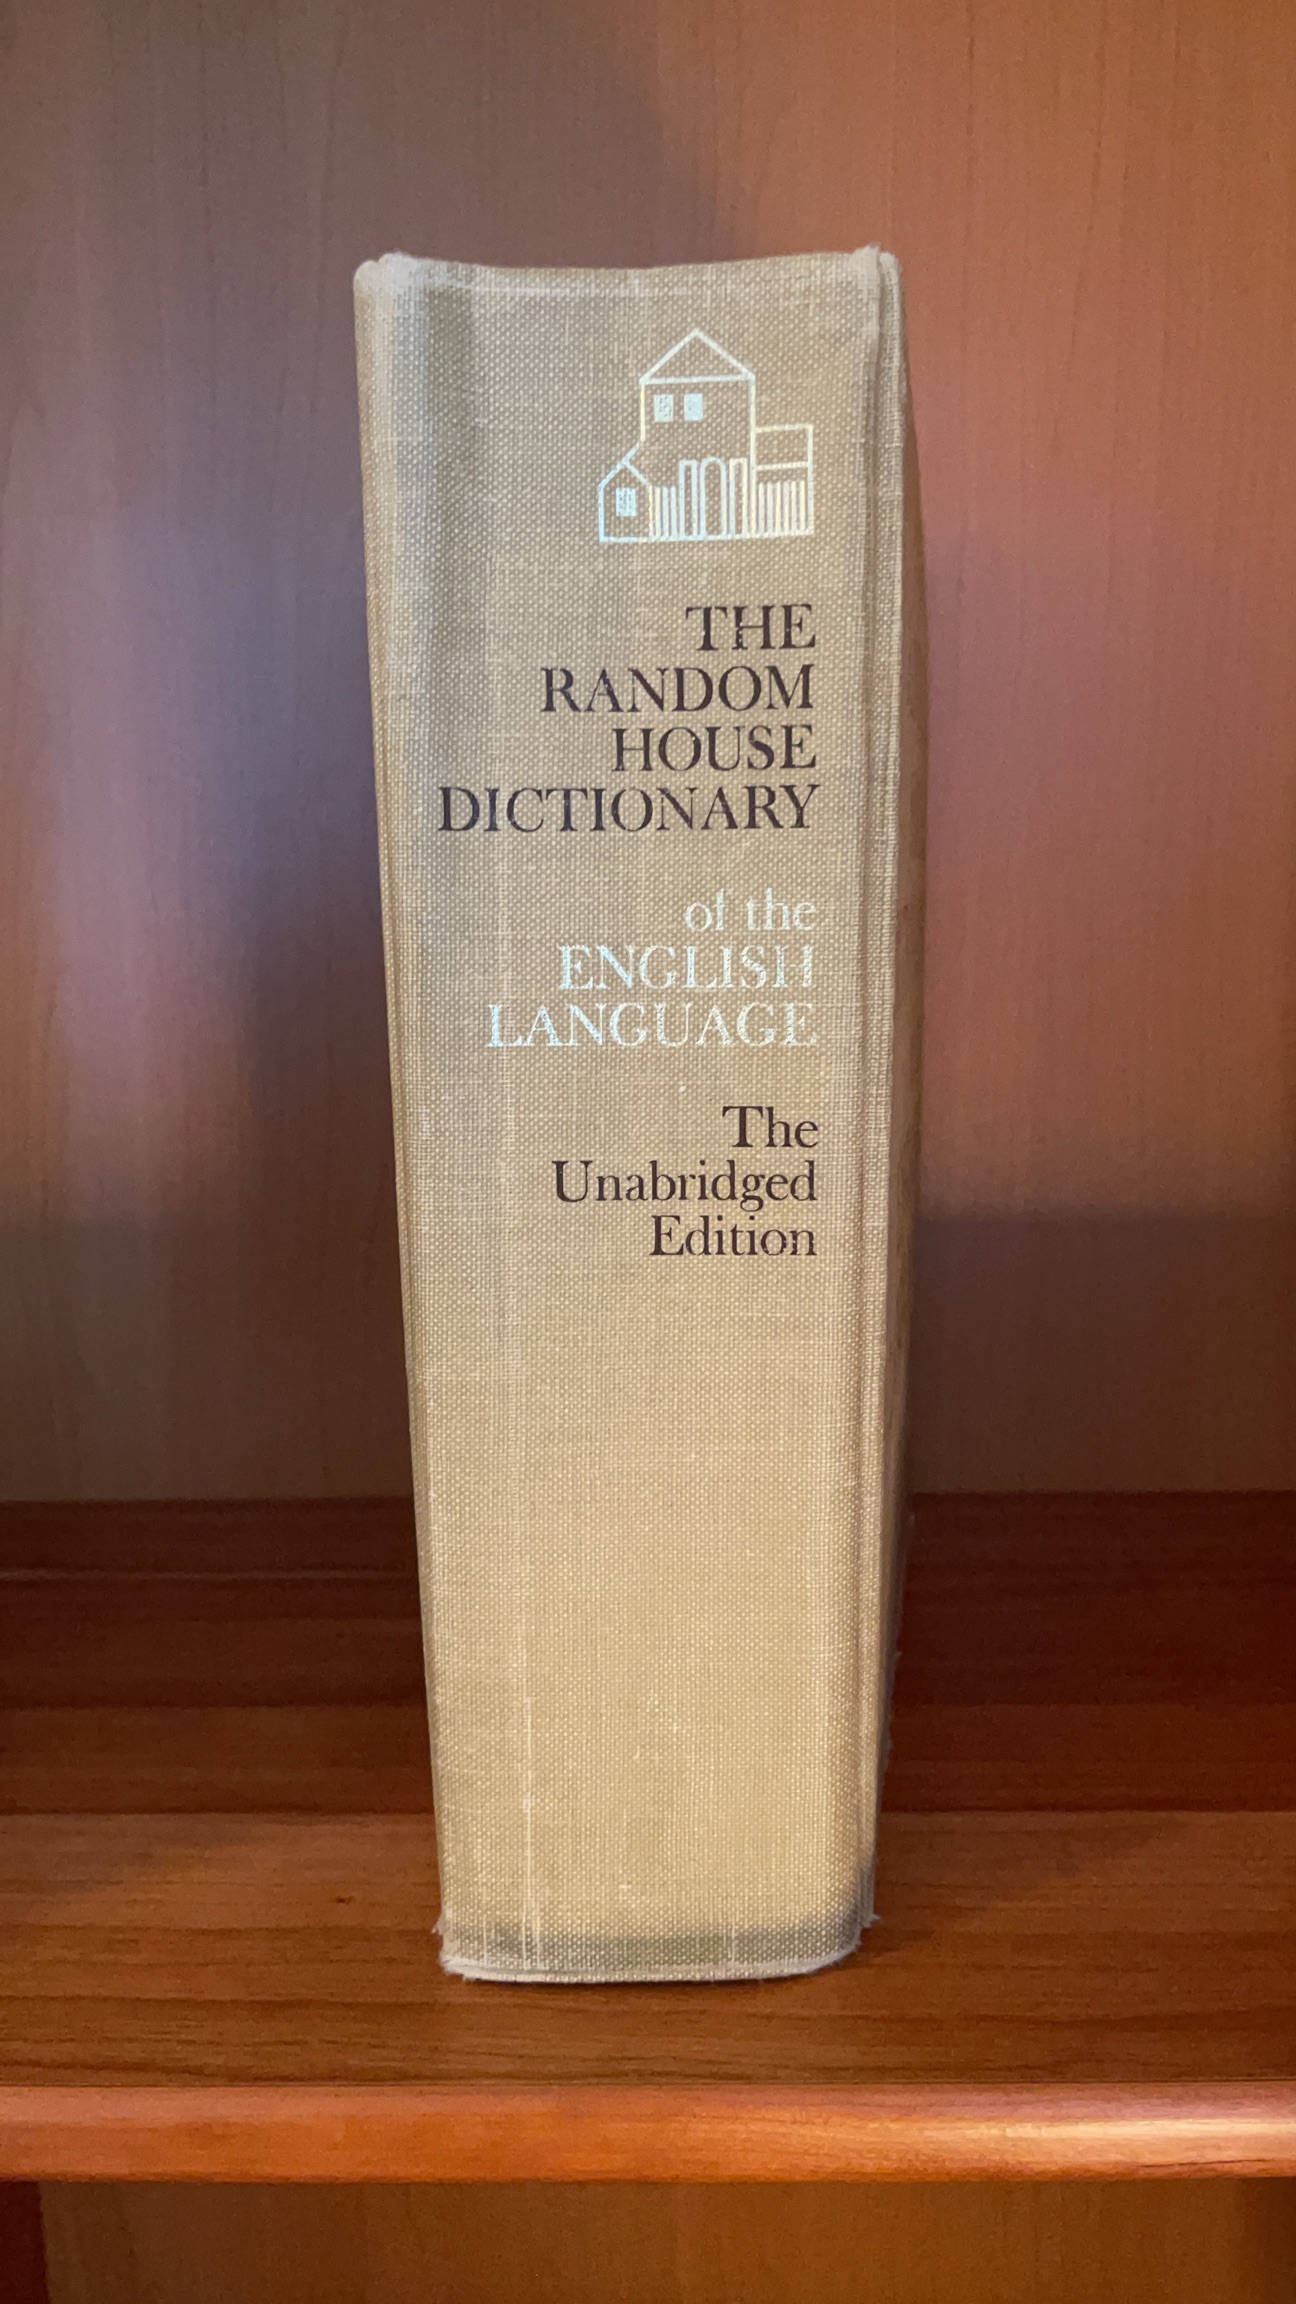 THE
RANDOM
HOUSE
DICTIONARY
of the
ENGLISH
LANGUAGE
The
Unabridged
Edition